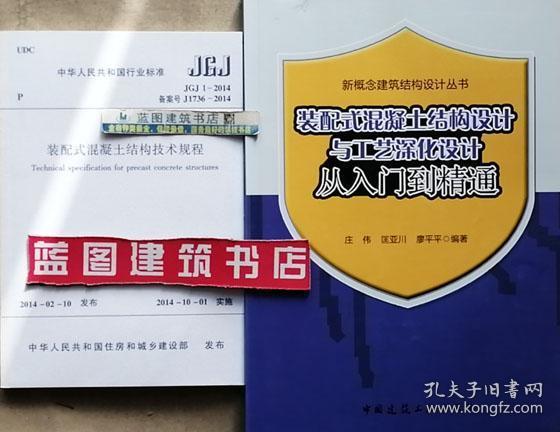 UDC
JGJ
中华人民共和国行业标准
P
JGJ 1-2014
备案号 J1736-2014
蓝图建筑书店
装配式混凝土结构技术规程
Technical specification for precast concrete structures
蓝图建筑书店
2014-02-10 发布
2014-10-01 实施
中华人民共和国住房和城乡建设部 发布
新概念建筑结构设计丛书
装配式混凝土结构设计
与工艺深化设计
从入门到精通
庄 伟 匡亚川 廖平平 编著
中国建筑工
孔夫子旧书网
www.kongfz.com